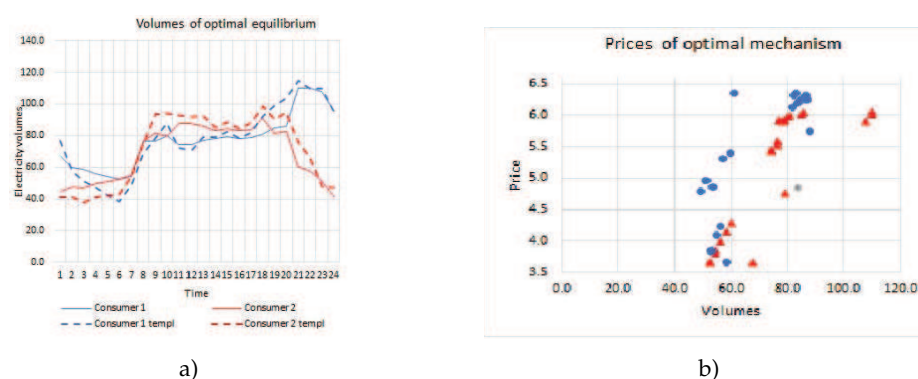 Volumes of optimal equilibrium
140.0
120.0
100.0
80.0
60.0
40.0
20.0
0.0
Electricity volumes
1 2 3 4 5 6 7 8 9 10 11 12 13 14 15 16 17 18 19 20 21 22 23 24
Time
Consumer 1
Consumer 2
Consumer 1 templ
Consumer 2 templ
a)
Prices of optimal mechanism
6.5
6.0
5.5
5.0
4.5
4.0
3.5
Price
0.0 20.0 40.0 60.0 80.0 100.0 120.0
Volumes
b)